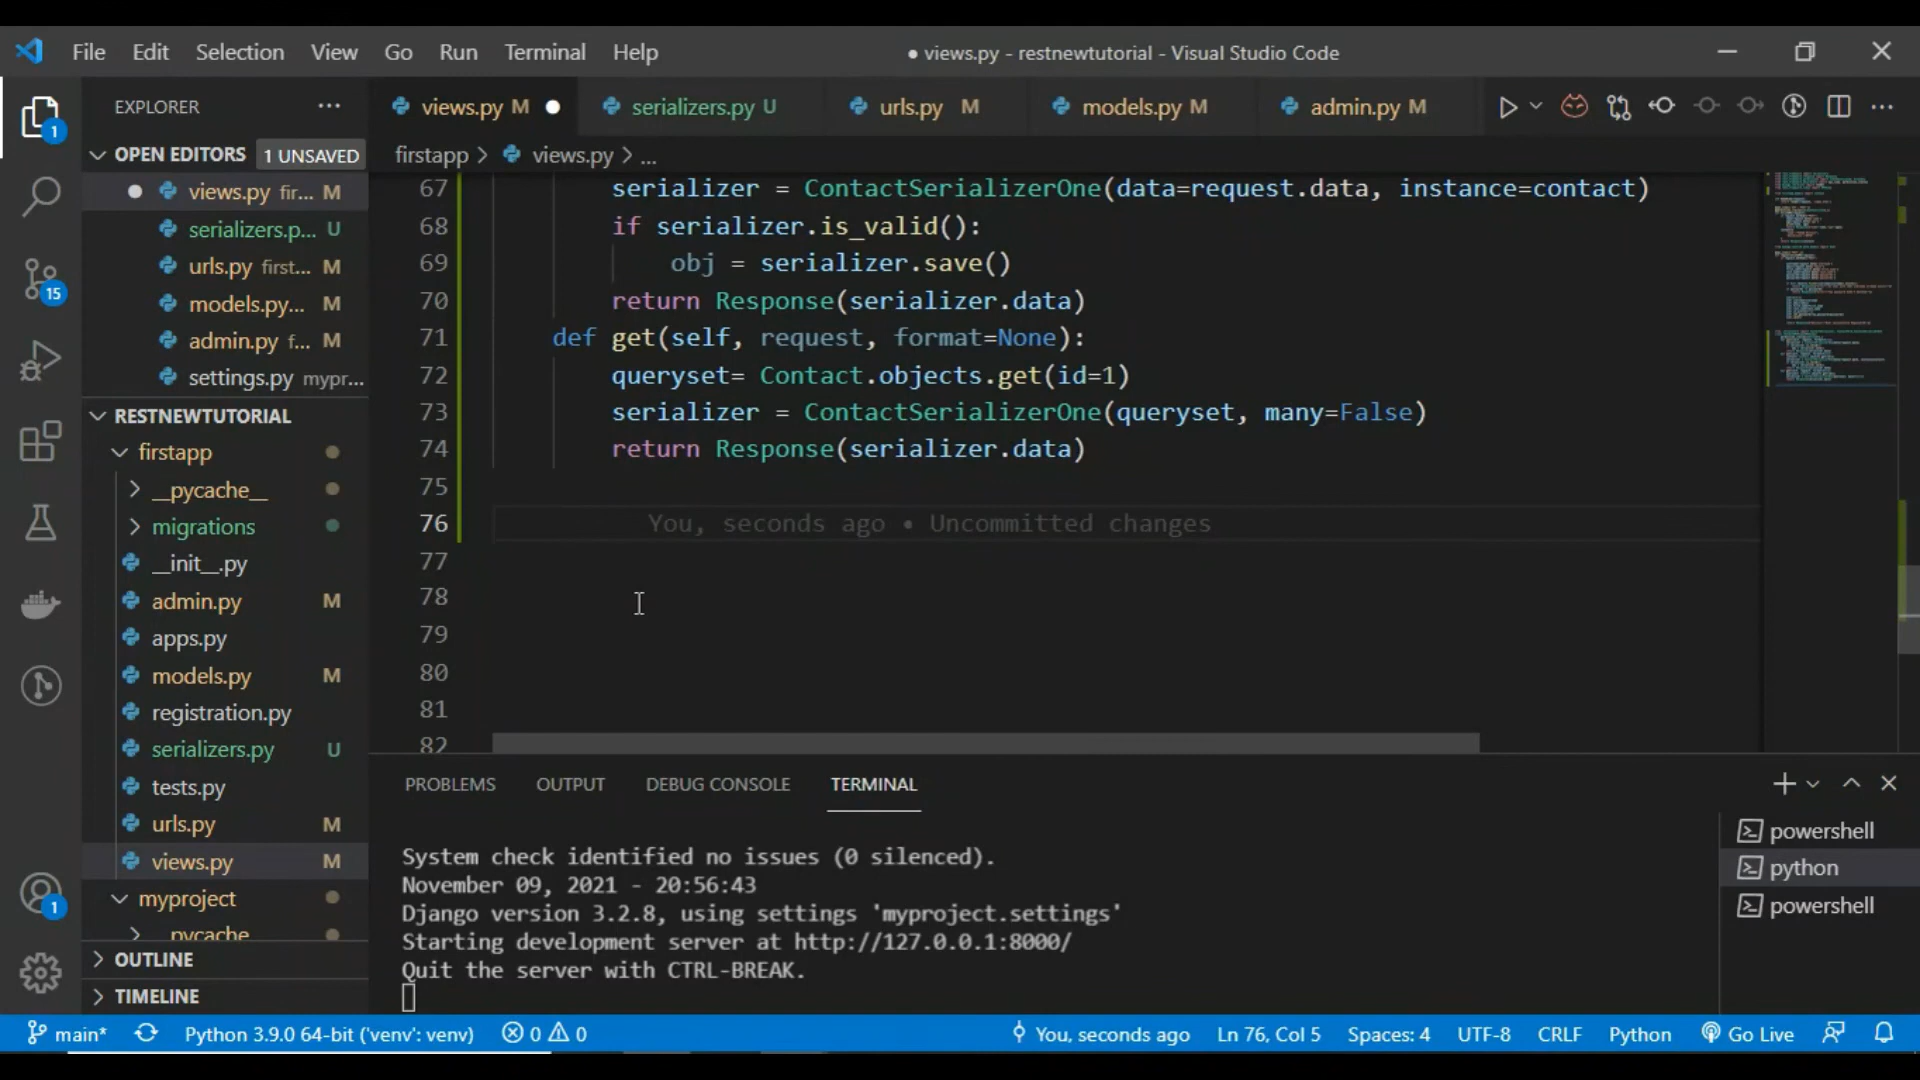 File Edit Selection View Go Run Terminal Help
● views.py - restnewtutorial - Visual Studio Code
EXPLORER ...
views.py M ●
serializers.py U
urls.py M
models.py M
admin.py M
OPEN EDITORS 1 UNSAVED
● views.py fir... M
serializers.p... U
urls.py first... M
models.py... M
admin.py f... M
settings.py mypr...
RESTNEWTUTORIAL
firstapp
__pycache__
migrations
__init__.py
admin.py M
apps.py
models.py M
registration.py
serializers.py U
tests.py
urls.py M
views.py M
myproject
pycache
OUTLINE
TIMELINE
1
15
1
firstapp > views.py > ...
67 serializer = ContactSerializerOne(data=request.data, instance=contact)
68 if serializer.is_valid():
69 obj = serializer.save()
70 return Response(serializer.data)
71 def get(self, request, format=None):
72 queryset= Contact.objects.get(id=1)
73 serializer = ContactSerializerOne(queryset, many=False)
74 return Response(serializer.data)
75
76 You, seconds ago • Uncommitted changes
77
78
79
80
81
82
PROBLEMS OUTPUT DEBUG CONSOLE TERMINAL
System check identified no issues (0 silenced).
November 09, 2021 - 20:56:43
Django version 3.2.8, using settings 'myproject.settings'
Starting development server at http://127.0.0.1:8000/
Quit the server with CTRL-BREAK.
powershell
python
powershell
main* Python 3.9.0 64-bit ('venv': venv) 0 0 You, seconds ago Ln 76, Col 5 Spaces: 4 UTF-8 CRLF Python Go Live